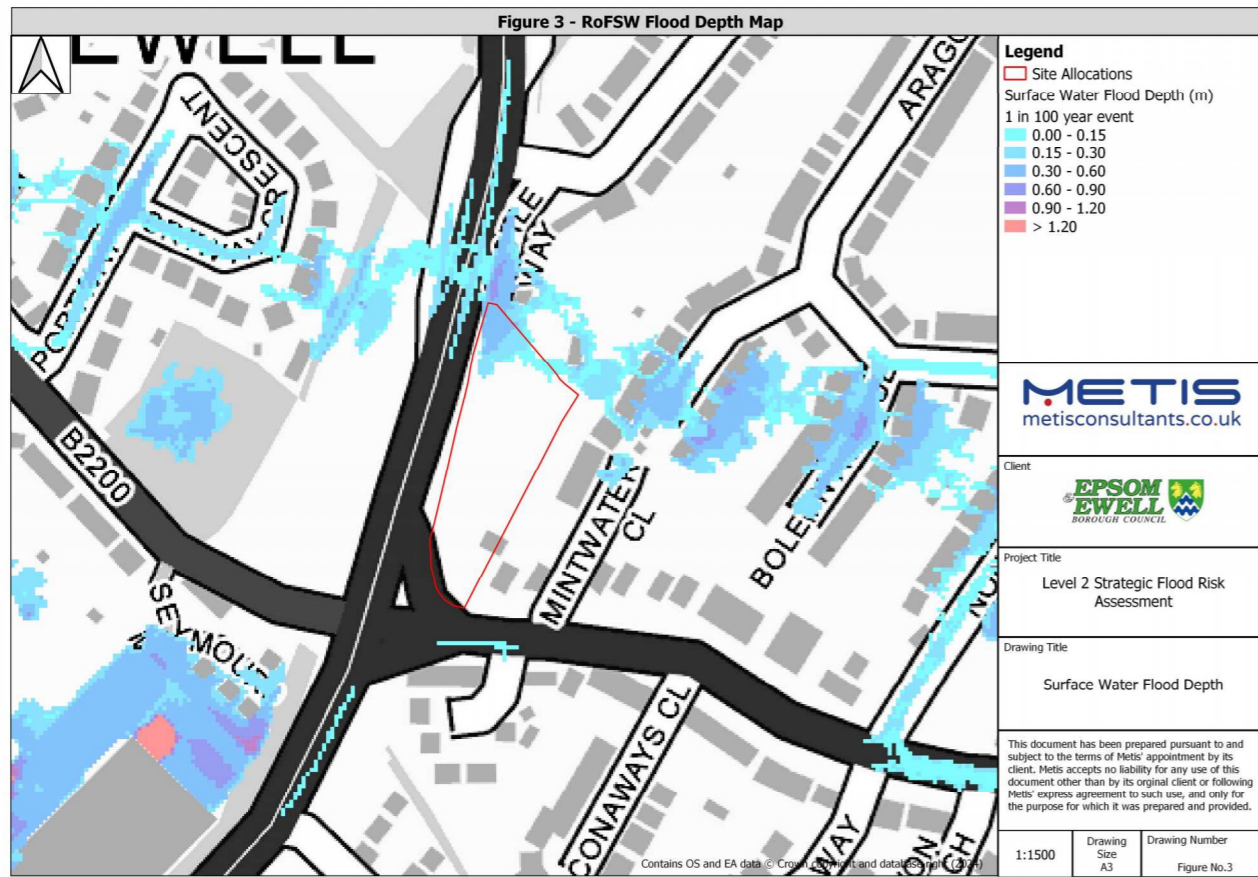 Figure 3 - RoFSW Flood Depth Map
EWELL
CRESCENT
ARAGO
WAY
B2200
MINTWATER
CL
BOLE
SEYMOUR
CONAWAYS CL
WAY
Contains OS and EA data © Crown copyright and database right (2024)
Legend
Site Allocations
Surface Water Flood Depth (m)
1 in 100 year event
0.00 - 0.15
0.15 - 0.30
0.30 - 0.60
0.60 - 0.90
0.90 - 1.20
> 1.20
METIS
metisconsultants.co.uk
Client
EPSOM
& EWELL
BOROUGH COUNCIL
Project Title
Level 2 Strategic Flood Risk
Assessment
Drawing Title
Surface Water Flood Depth
This document has been prepared pursuant to and
subject to the terms of Metis' appointment by its
client. Metis accepts no liability for any use of this
document other than by its orginal client or following
Metis' express agreement to such use, and only for
the purpose for which it was prepared and provided.
1:1500
Drawing
Size
A3
Drawing Number
Figure No.3